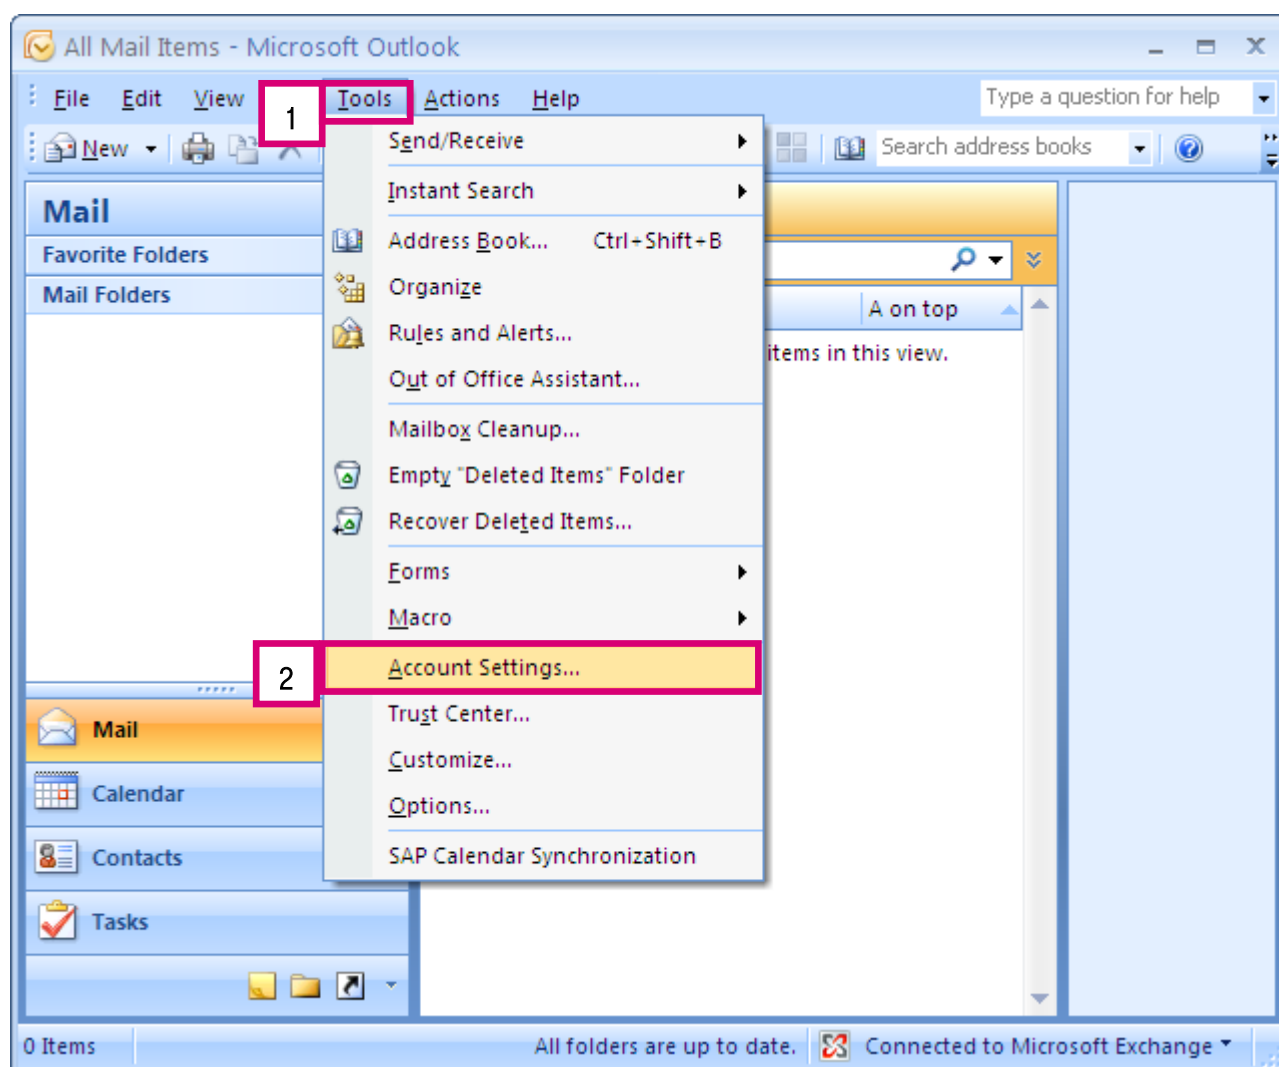 All Mail Items - Microsoft Outlook
File Edit View Tools Actions Help Type a question for help
1
New Search address books
Send/Receive
Instant Search
Address Book... Ctrl+Shift+B
Organize
Rules and Alerts...
Out of Office Assistant...
Mailbox Cleanup...
Empty "Deleted Items" Folder
Recover Deleted Items...
Forms
Macro
2
Account Settings...
Trust Center...
Customize...
Options...
SAP Calendar Synchronization
Mail
Favorite Folders
Mail Folders
A on top
items in this view.
Mail
Calendar
Contacts
Tasks
0 Items All folders are up to date. Connected to Microsoft Exchange